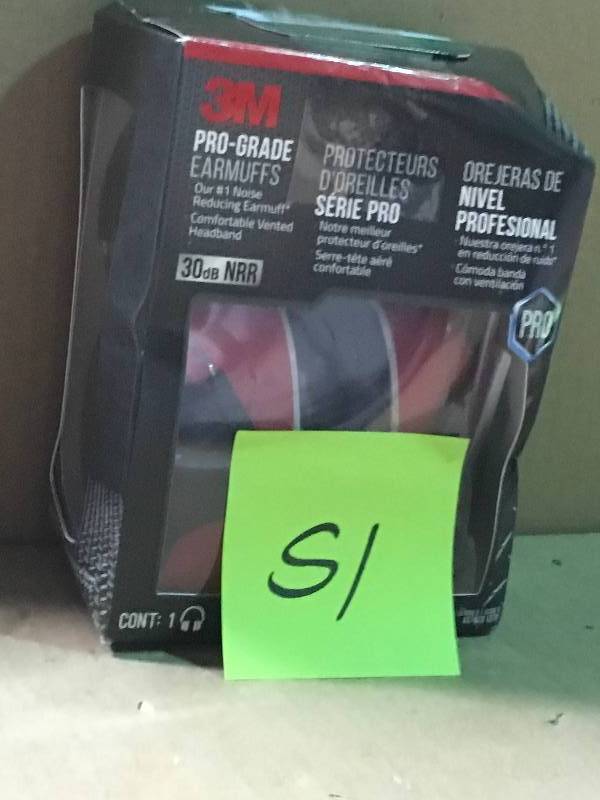 3M
PRO-GRADE
EARMUFFS
Our #1 Noise
Reducing Earmuff*
Comfortable Vented
Headband
30dB NRR
PROTECTEURS
D'OREILLES
SÉRIE PRO
Notre meilleur
protecteur d'oreilles*
Serre-tête aéré
confortable
OREJERAS DE
NIVEL
PROFESIONAL
Nuestra orejera n.° 1
en reducción de ruido*
Cómoda banda
con ventilación
PRO
S/
CONT: 1